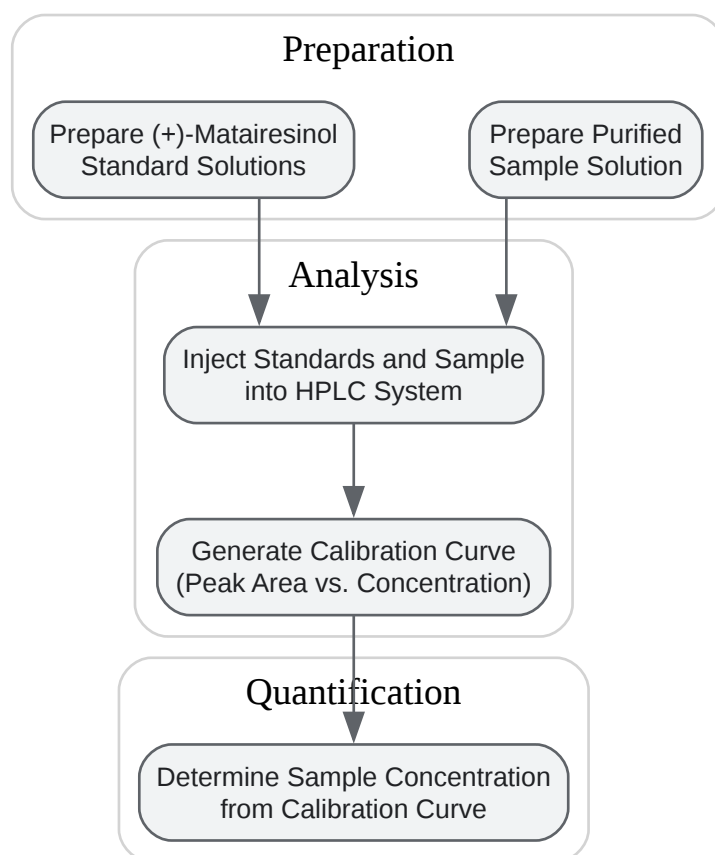 Preparation
Prepare (+)-Matairesinol
Standard Solutions
Prepare Purified
Sample Solution
Analysis
Inject Standards and Sample
into HPLC System
Generate Calibration Curve
(Peak Area vs. Concentration)
Quantification
Determine Sample Concentration
from Calibration Curve